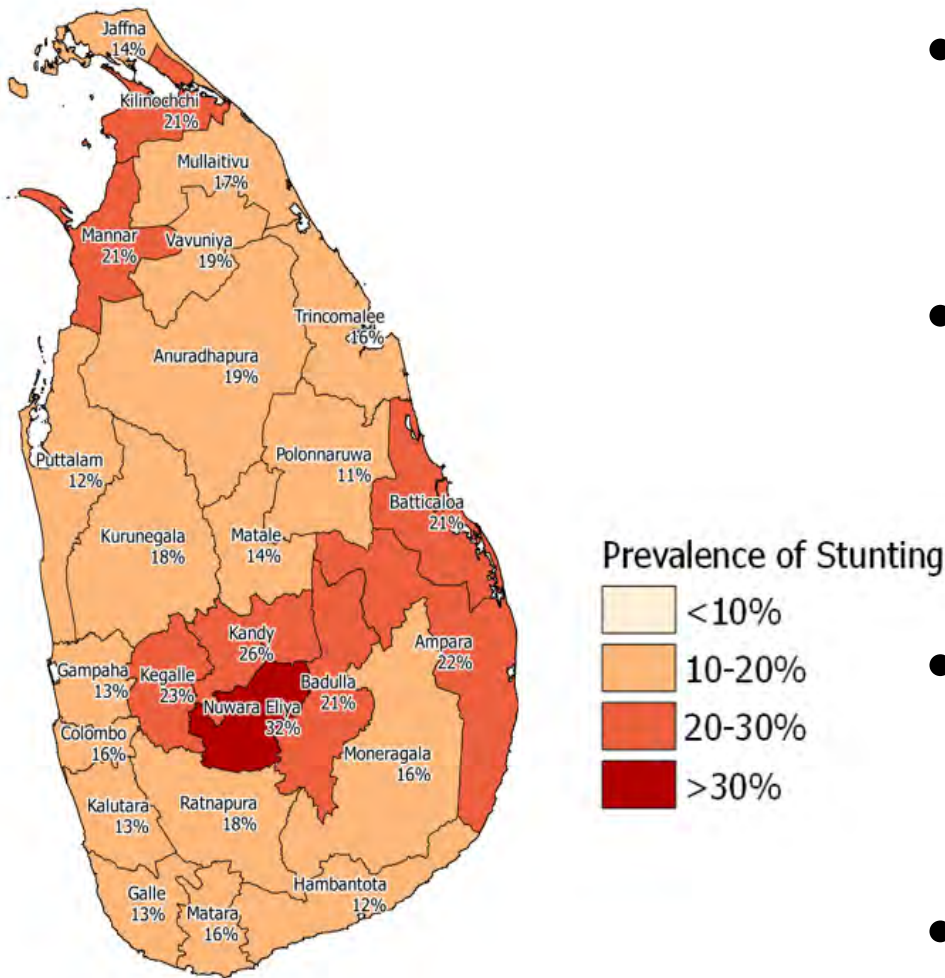 Jaffna
14%
Kilinochchi
21%
Mullaitivu
17%
Mannar
21%
Vavuniya
19%
Trincomalee
16%
Anuradhapura
19%
Puttalam
12%
Polonnaruwa
11%
Batticaloa
21%
Kurunegala
18%
Matale
14%
Prevalence of Stunting
<10%
10-20%
20-30%
>30%
Kandy
26%
Ampara
22%
Gampaha
13%
Kegalle
23%
Badulla
21%
Nuwara Eliya
32%
Colombo
16%
Moneragala
16%
Kalutara
13%
Ratnapura
18%
Hambantota
12%
Galle
13%
Matara
16%